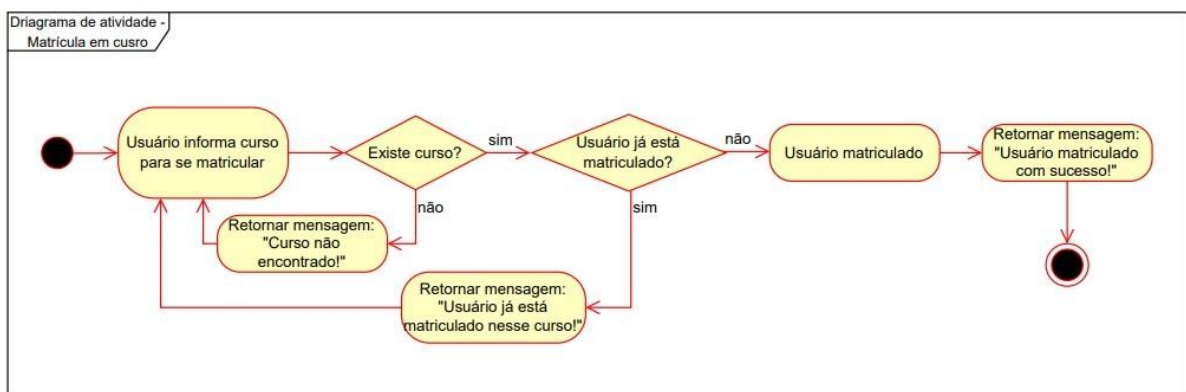 Driagrama de atividade -
Matrícula em cusro
Usuário informa curso
para se matricular
Existe curso?
sim
Usuário já está
matriculado?
não
Usuário matriculado
Retornar mensagem:
"Usuário matriculado
com sucesso!"
não
sim
Retornar mensagem:
"Curso não
encontrado!"
Retornar mensagem:
"Usuário já está
matriculado nesse curso!"